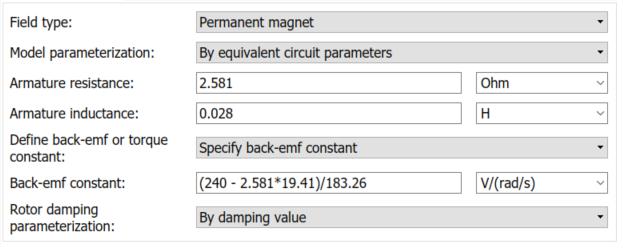 Field type: Permanent magnet
Model parameterization: By equivalent circuit parameters
Armature resistance: 2.581 Ohm
Armature inductance: 0.028 H
Define back-emf or torque
constant: Specify back-emf constant
Back-emf constant: (240 - 2.581*19.41)/183.26 V/(rad/s)
Rotor damping
parameterization: By damping value